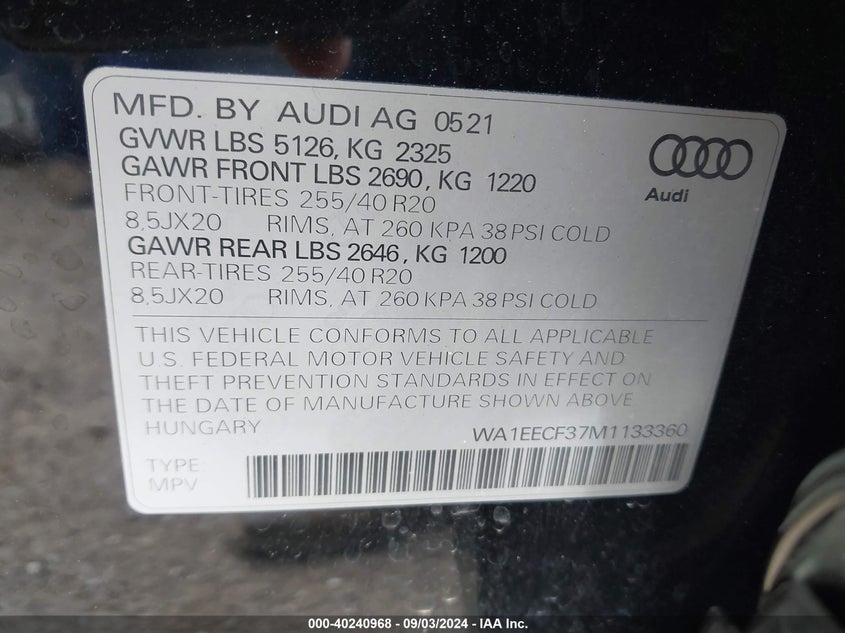 MFD. BY AUDI AG 0521
GVWR LBS 5126, KG 2325
GAWR FRONT LBS 2690, KG 1220
FRONT-TIRES 255/40 R20
8,5JX20 RIMS, AT 260 KPA 38 PSI COLD
GAWR REAR LBS 2646, KG 1200
REAR-TIRES 255/40 R20
8,5JX20 RIMS, AT 260 KPA 38 PSI COLD
Audi
THIS VEHICLE CONFORMS TO ALL APPLICABLE
U.S. FEDERAL MOTOR VEHICLE SAFETY AND
THEFT PREVENTION STANDARDS IN EFFECT ON
THE DATE OF MANUFACTURE SHOWN ABOVE
HUNGARY WA1EECF37M1133360
TYPE:
MPV
000-40240968 - 09/03/2024 - IAAI.COM